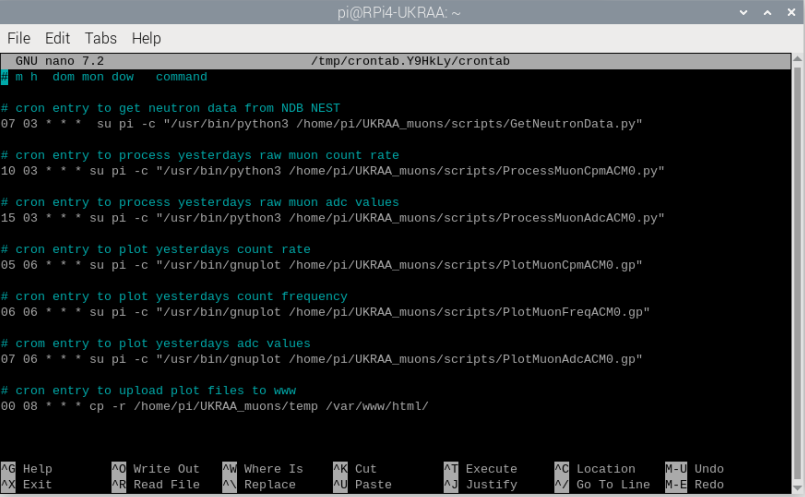 pi@RPi4-UKRAA: ~
File Edit Tabs Help
GNU nano 7.2 /tmp/crontab.Y9HkLy/crontab
# m h  dom mon dow   command
# cron entry to get neutron data from NDB NEST
07 03 * * *  su pi -c "/usr/bin/python3 /home/pi/UKRAA_muons/scripts/GetNeutronData.py"
# cron entry to process yesterdays raw muon count rate
10 03 * * * su pi -c "/usr/bin/python3 /home/pi/UKRAA_muons/scripts/ProcessMuonCpmACM0.py"
# cron entry to process yesterdays raw muon adc values
15 03 * * * su pi -c "/usr/bin/python3 /home/pi/UKRAA_muons/scripts/ProcessMuonAdcACM0.py"
# cron entry to plot yesterdays count rate
05 06 * * * su pi -c "/usr/bin/gnuplot /home/pi/UKRAA_muons/scripts/PlotMuonCpmACM0.gp"
# cron entry to plot yesterdays count frequency
06 06 * * * su pi -c "/usr/bin/gnuplot /home/pi/UKRAA_muons/scripts/PlotMuonFreqACM0.gp"
# crom entry to plot yesterdays adc values
07 06 * * * su pi -c "/usr/bin/gnuplot /home/pi/UKRAA_muons/scripts/PlotMuonAdcACM0.gp"
# cron entry to upload plot files to www
00 08 * * * cp -r /home/pi/UKRAA_muons/temp /var/www/html/
^G Help ^O Write Out ^W Where Is ^K Cut ^T Execute ^C Location M-U Undo
^X Exit ^R Read File ^\ Replace ^U Paste ^J Justify ^/ Go To Line M-E Redo